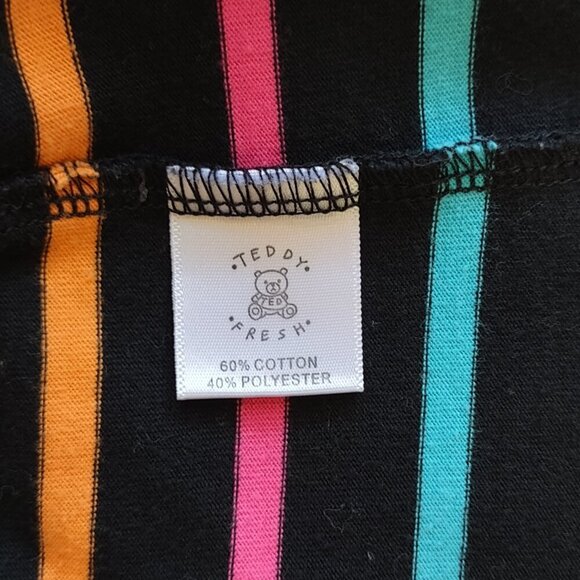 ·TEDDY·
TED
FRESH
60% COTTON
40% POLYESTER